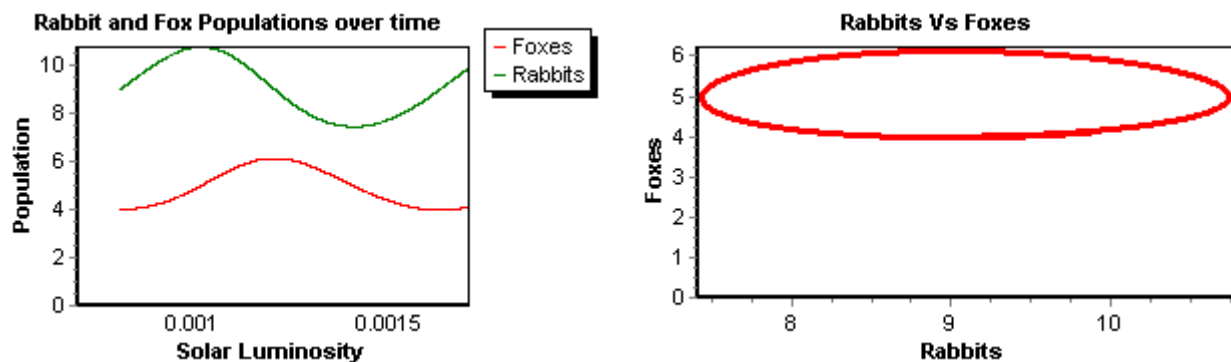 Rabbit and Fox Populations over time
Foxes
Rabbits
Population
10
8
6
4
2
0
0.001
0.0015
Solar Luminosity
Rabbits Vs Foxes
Foxes
6
5
4
3
2
1
0
8
9
10
Rabbits